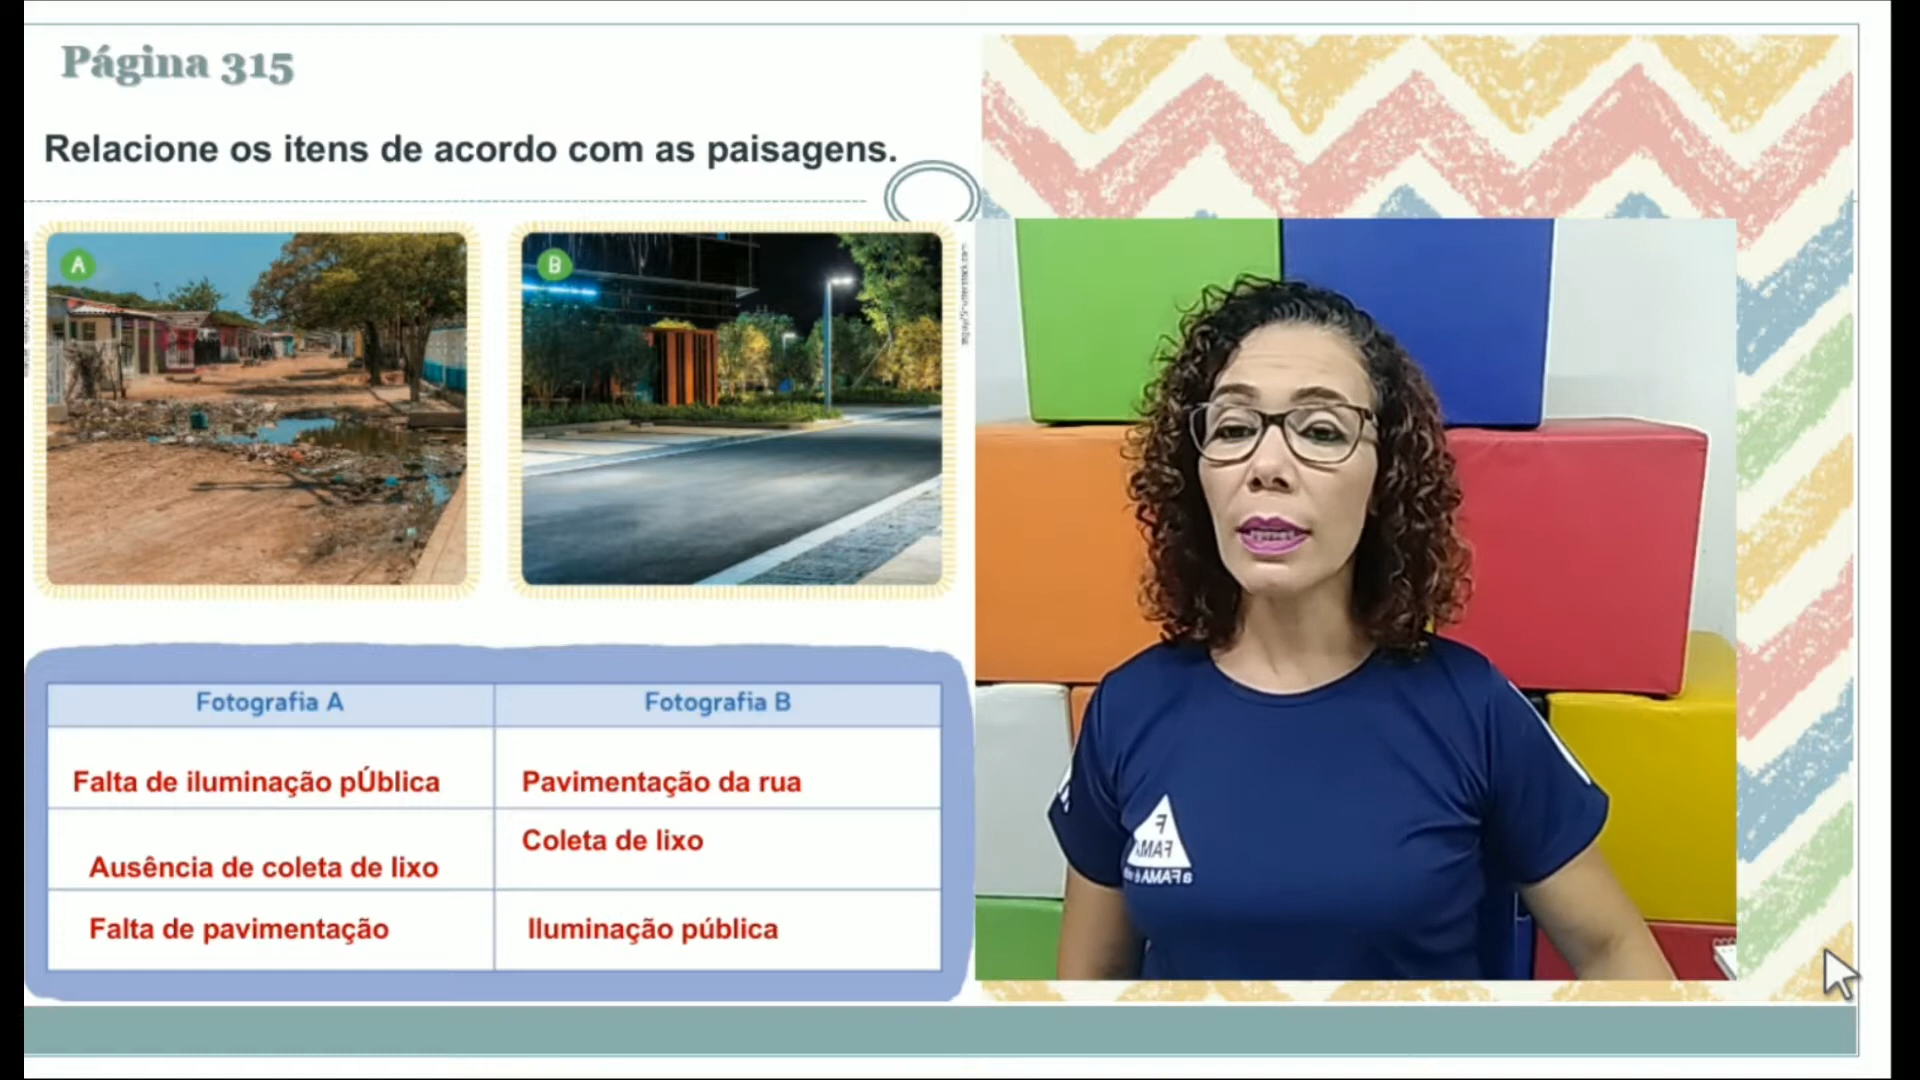 Página 315
Relacione os itens de acordo com as paisagens.
A
B
Fotografia A
Fotografia B
Falta de iluminação pÚblica
Pavimentação da rua
Ausência de coleta de lixo
Coleta de lixo
Falta de pavimentação
Iluminação pública
F
FAMA